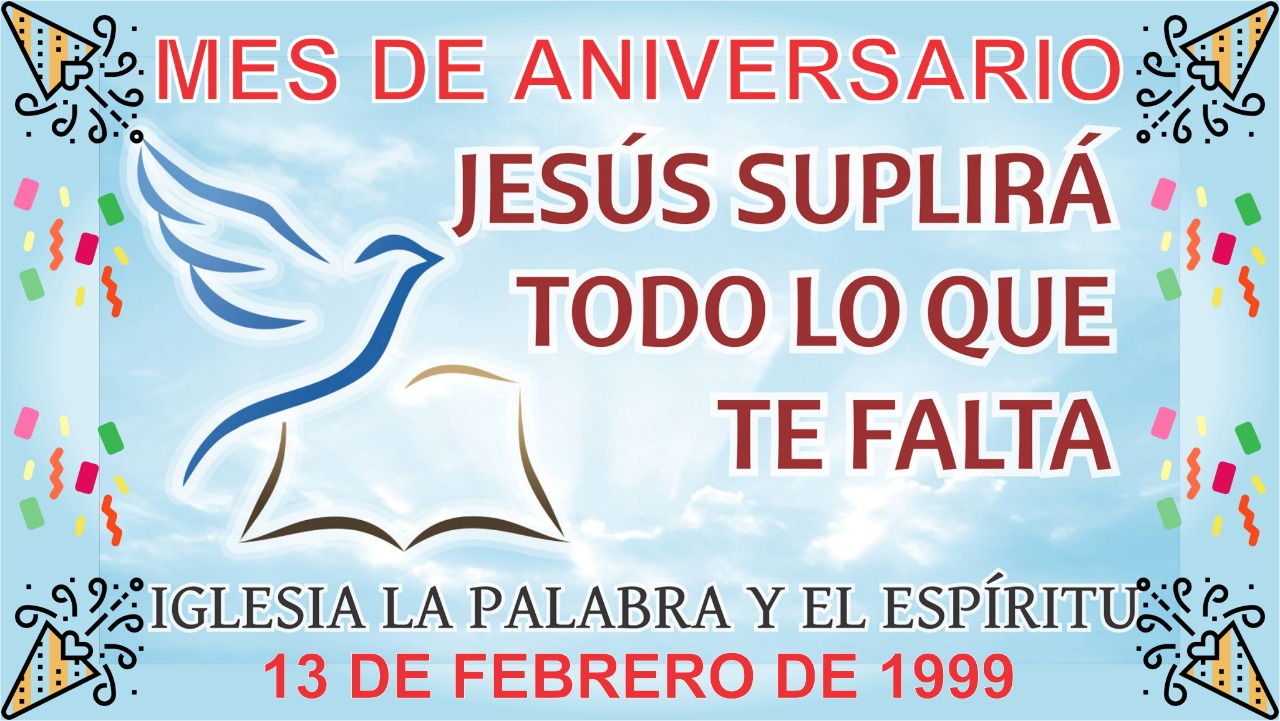 MES DE ANIVERSARIO
JESÚS SUPLIRÁ
TODO LO QUE
TE FALTA
IGLESIA LA PALABRA Y EL ESPÍRITU
13 DE FEBRERO DE 1999